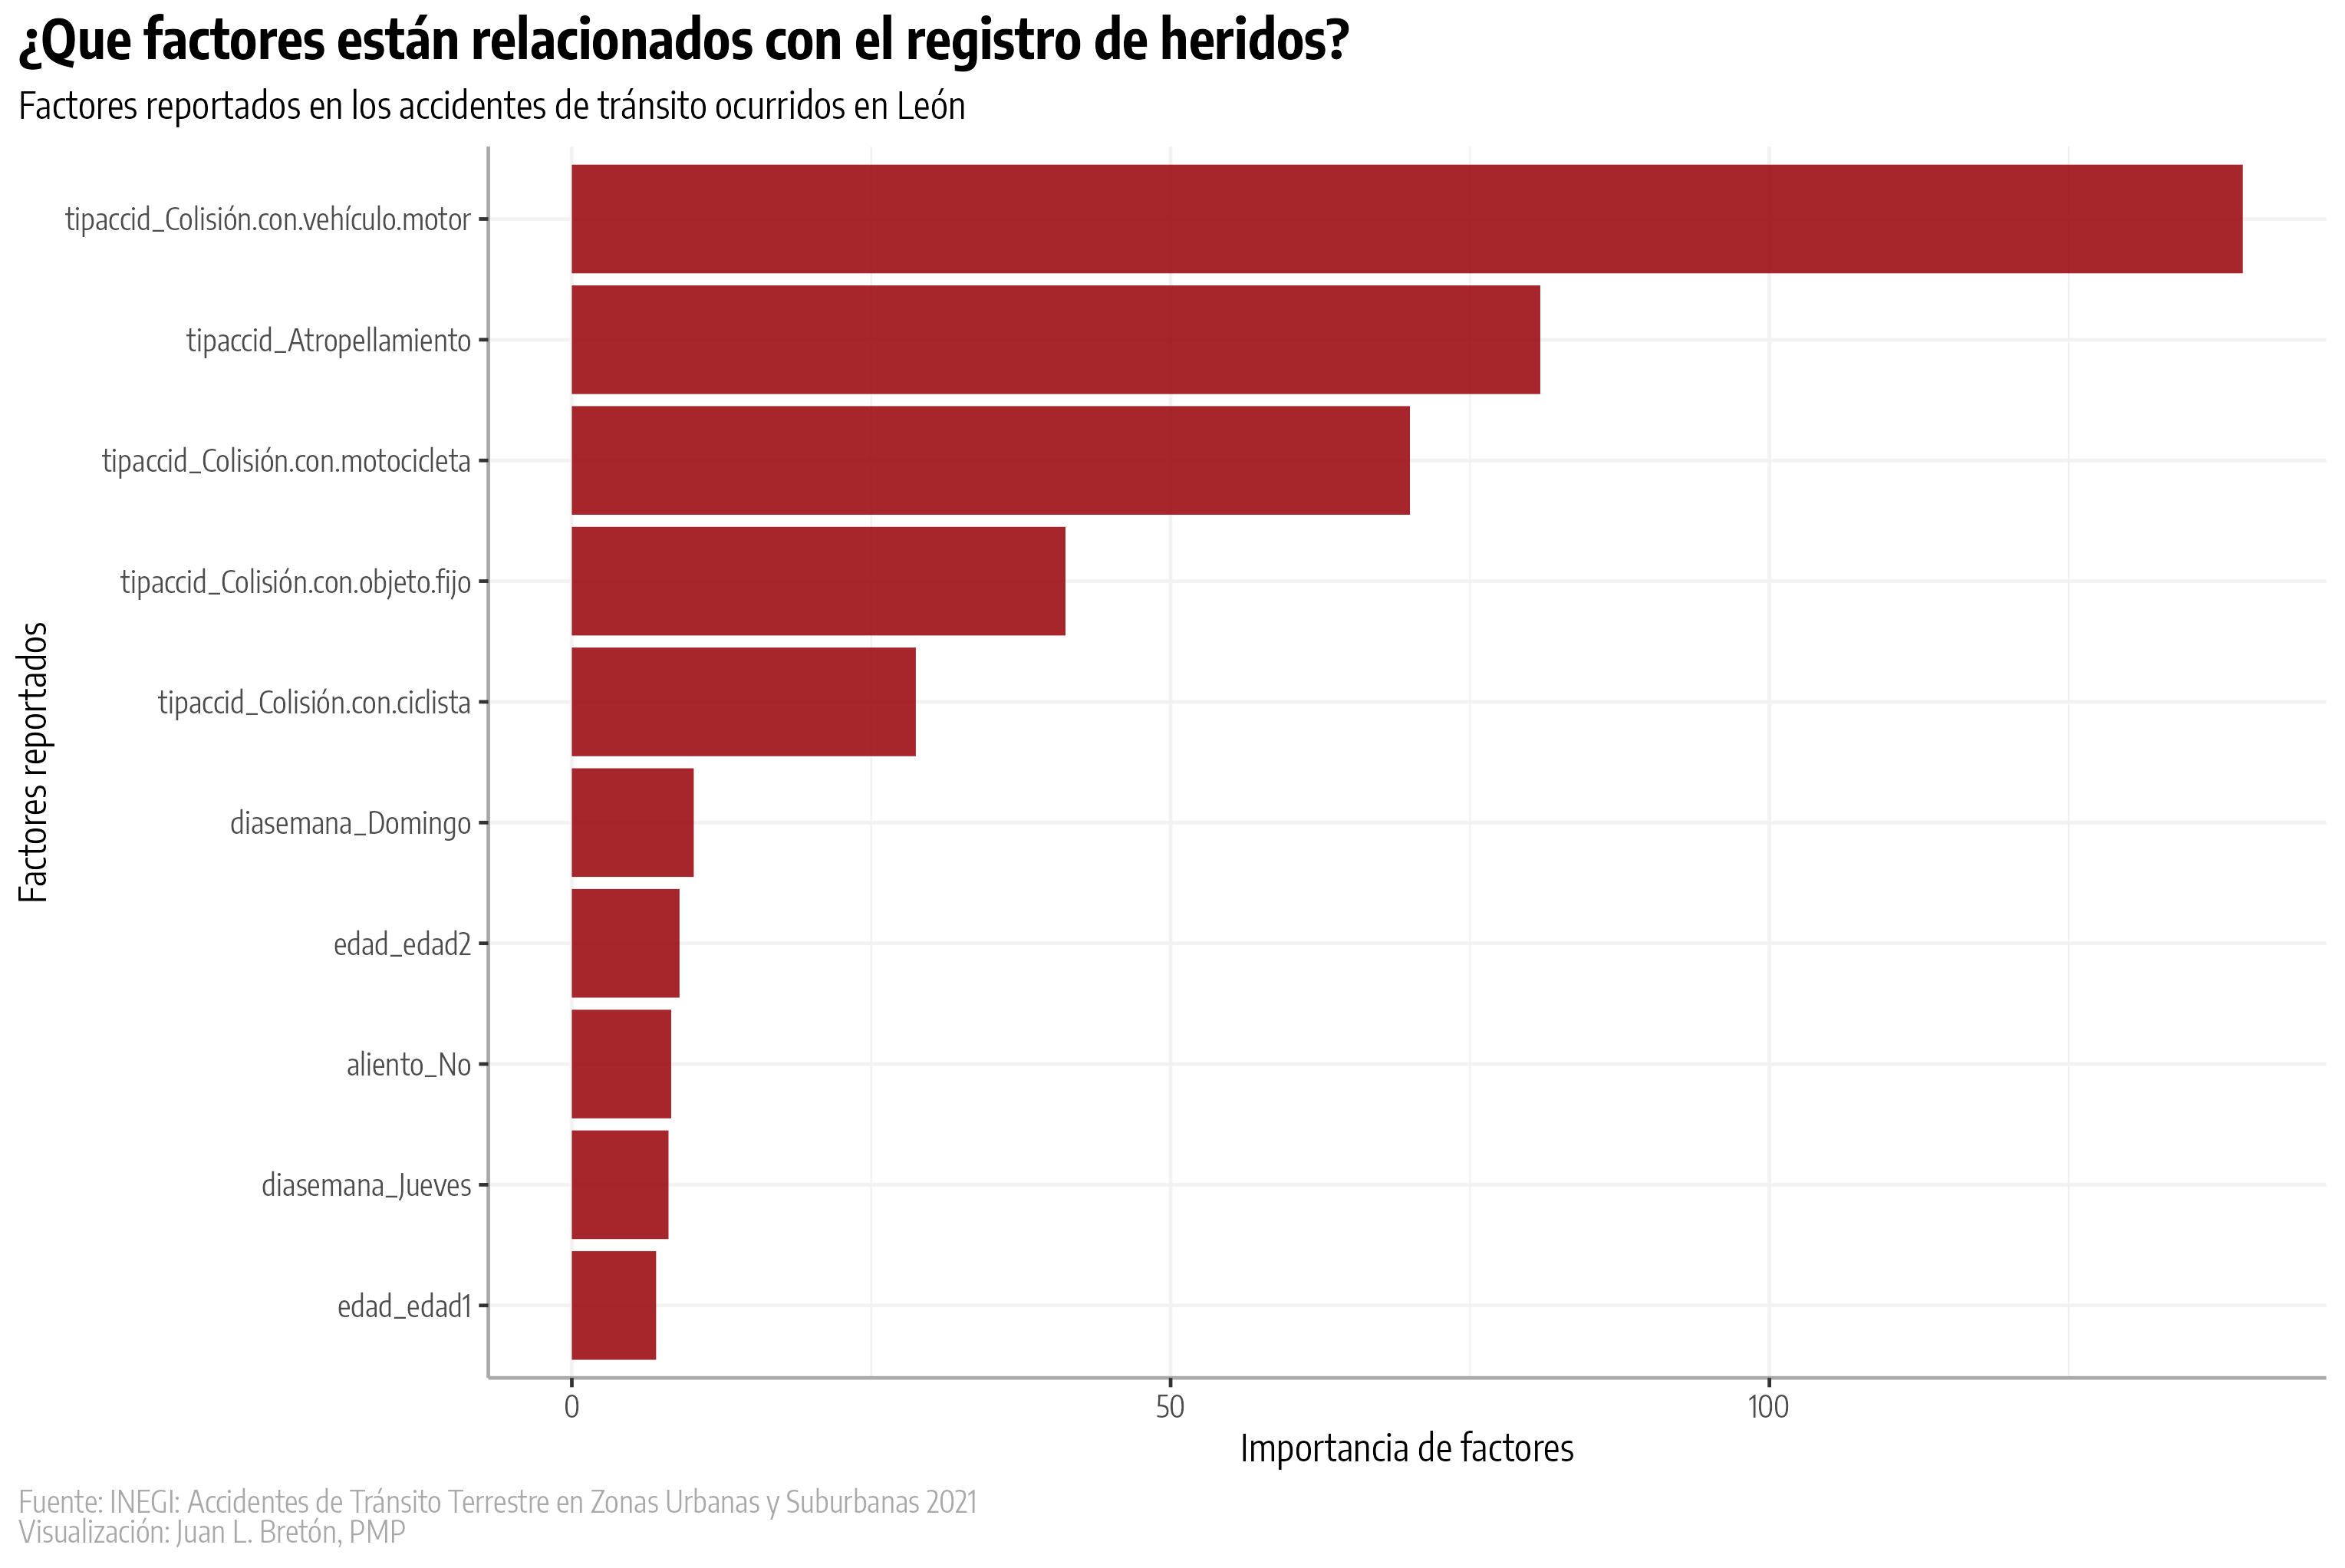 ¿Que factores están relacionados con el registro de heridos?
Factores reportados en los accidentes de tránsito ocurridos en León
Factores reportados
tipaccid_Colisión.con.vehículo.motor
tipaccid_Atropellamiento
tipaccid_Colisión.con.motocicleta
tipaccid_Colisión.con.objeto.fijo
tipaccid_Colisión.con.ciclista
diasemana_Domingo
edad_edad2
aliento_No
diasemana_Jueves
edad_edad1
0 50 100
Importancia de factores
Fuente: INEGI: Accidentes de Tránsito Terrestre en Zonas Urbanas y Suburbanas 2021
Visualización: Juan L. Bretón, PMP